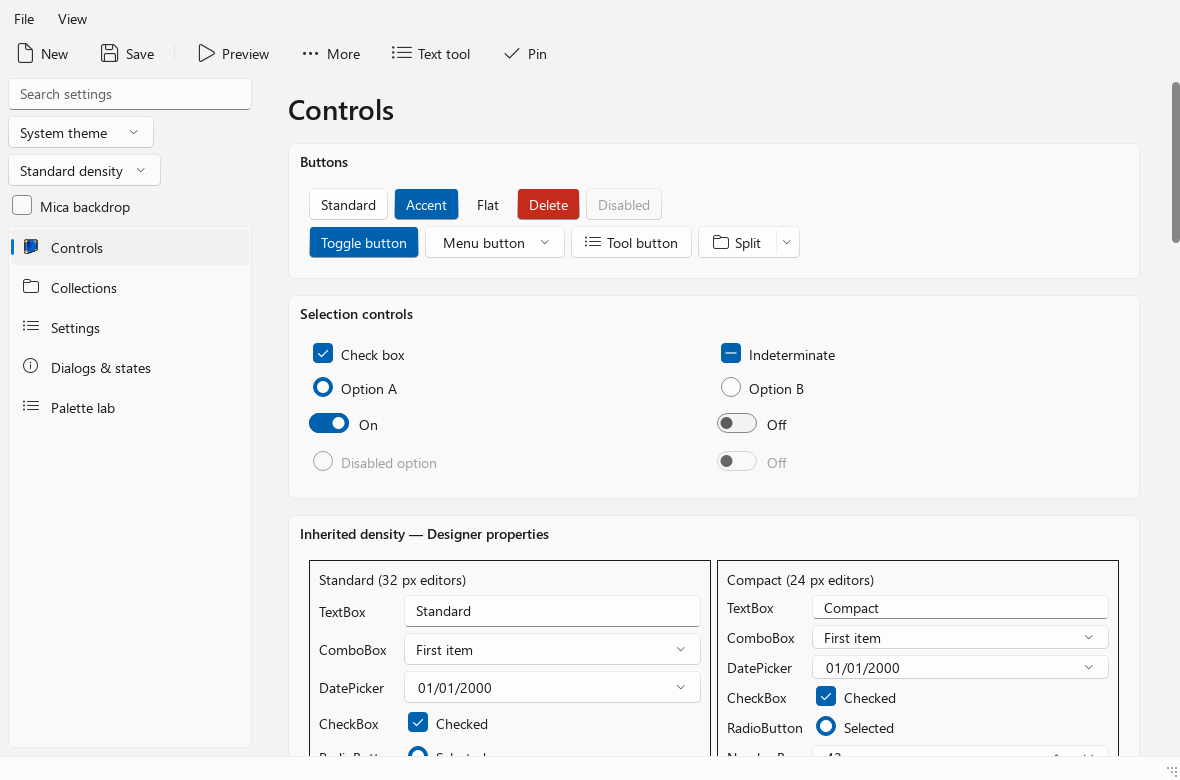 File View
New Save Preview More Text tool Pin
Search settings
System theme
Standard density
Mica backdrop
Controls
Collections
Settings
Dialogs & states
Palette lab
Controls
Buttons
Standard Accent Flat Delete Disabled
Toggle button Menu button Tool button Split
Selection controls
Check box Indeterminate
Option A Option B
On Off
Disabled option Off
Inherited density — Designer properties
Standard (32 px editors)
TextBox Standard
ComboBox First item
DatePicker 01/01/2000
CheckBox Checked
Compact (24 px editors)
TextBox Compact
ComboBox First item
DatePicker 01/01/2000
CheckBox Checked
RadioButton Selected